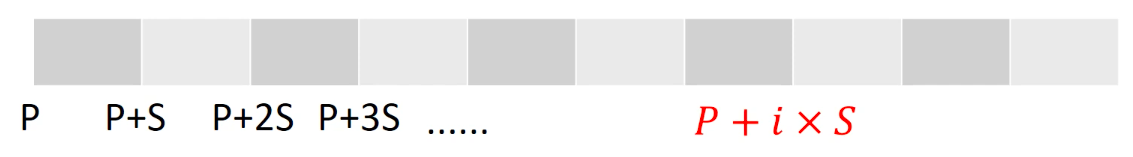 P P+S P+2S P+3S ...... P + i × S